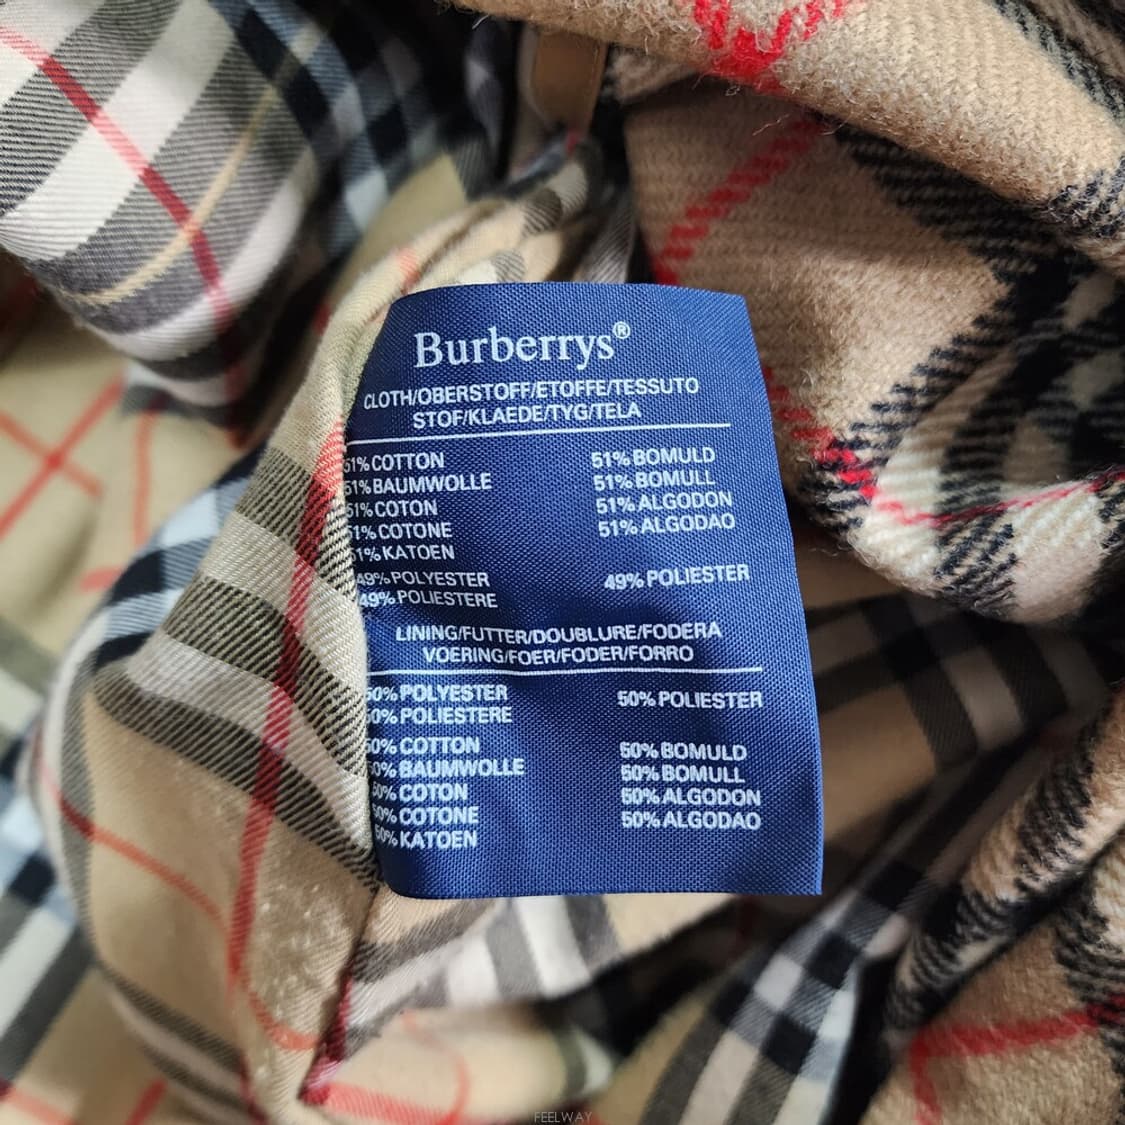 Burberrys®
CLOTH/OBERSTOFF/ETOFFE/TESSUTO
STOF/KLAEDE/TYG/TELA
51% COTTON 51% BOMULD
51% BAUMWOLLE 51% BOMULL
51% COTON 51% ALGODON
51% COTONE 51% ALGODAO
51% KATOEN
49% POLYESTER 49% POLIESTER
49% POLIESTERE
LINING/FUTTER/DOUBLURE/FODERA
VOERING/FOER/FODER/FORRO
50% POLYESTER 50% POLIESTER
50% POLIESTERE
50% COTTON 50% BOMULD
50% BAUMWOLLE 50% BOMULL
50% COTON 50% ALGODON
50% COTONE 50% ALGODAO
50% KATOEN
FEELWAY